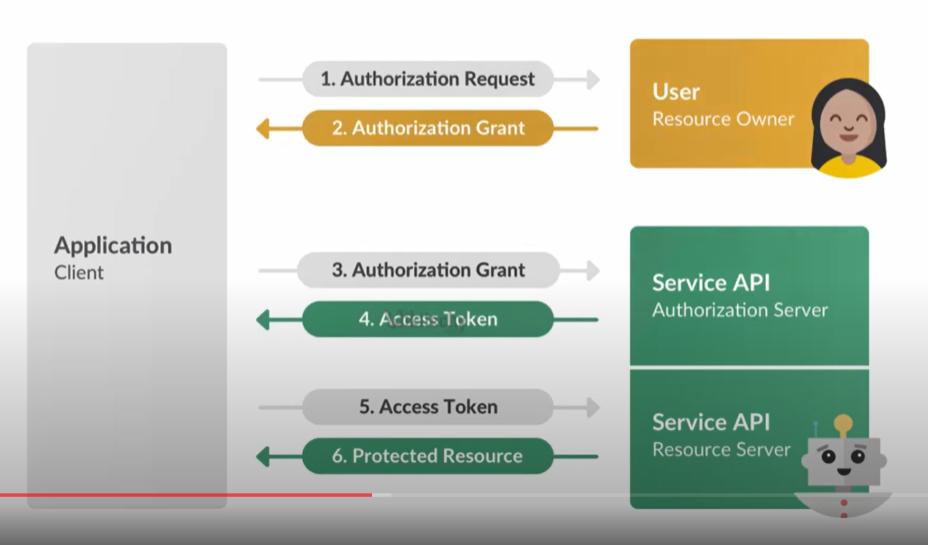 1. Authorization Request
2. Authorization Grant
User
Resource Owner
Application
Client
3. Authorization Grant
4. Access Token
Service API
Authorization Server
5. Access Token
6. Protected Resource
Service API
Resource Server